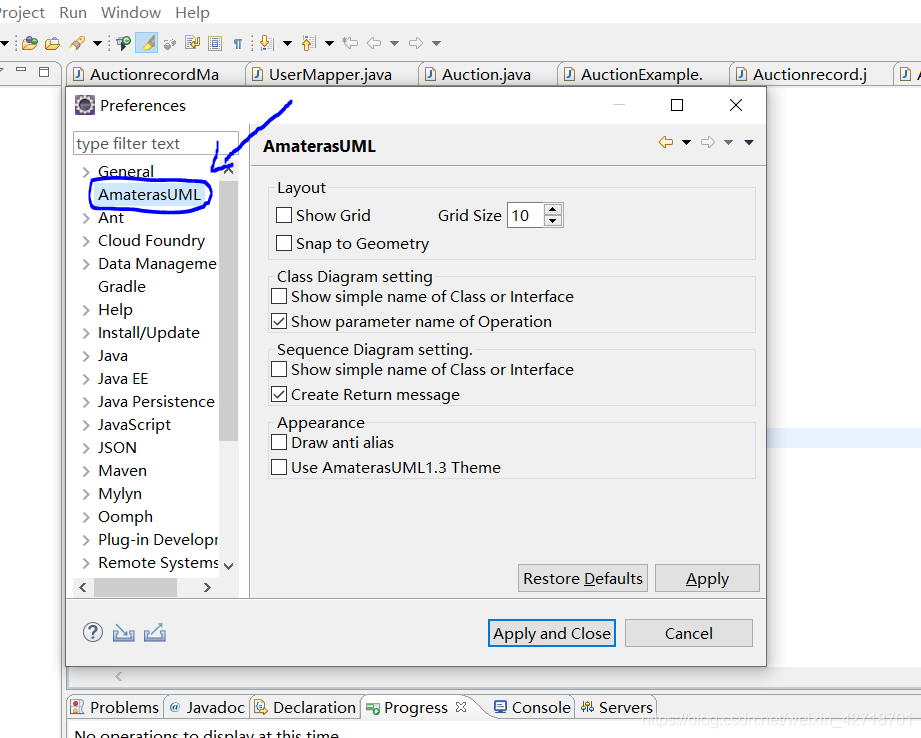 Project Run Window Help
AuctionrecordMa UserMapper.java Auction.java AuctionExample. Auctionrecord.j
Preferences
type filter text
AmaterasUML
General
AmaterasUML
Ant
Cloud Foundry
Data Manageme
Gradle
Help
Install/Update
Java
Java EE
Java Persistence
JavaScript
JSON
Maven
Mylyn
Oomph
Plug-in Developr
Remote Systems
Layout
Show Grid Grid Size 10
Snap to Geometry
Class Diagram setting
Show simple name of Class or Interface
Show parameter name of Operation
Sequence Diagram setting.
Show simple name of Class or Interface
Create Return message
Appearance
Draw anti alias
Use AmaterasUML1.3 Theme
Restore Defaults Apply
Apply and Close Cancel
Problems Javadoc Declaration Progress Console Servers
No operations to display at this time.
https://blog.csdn.net/weixin_42718701